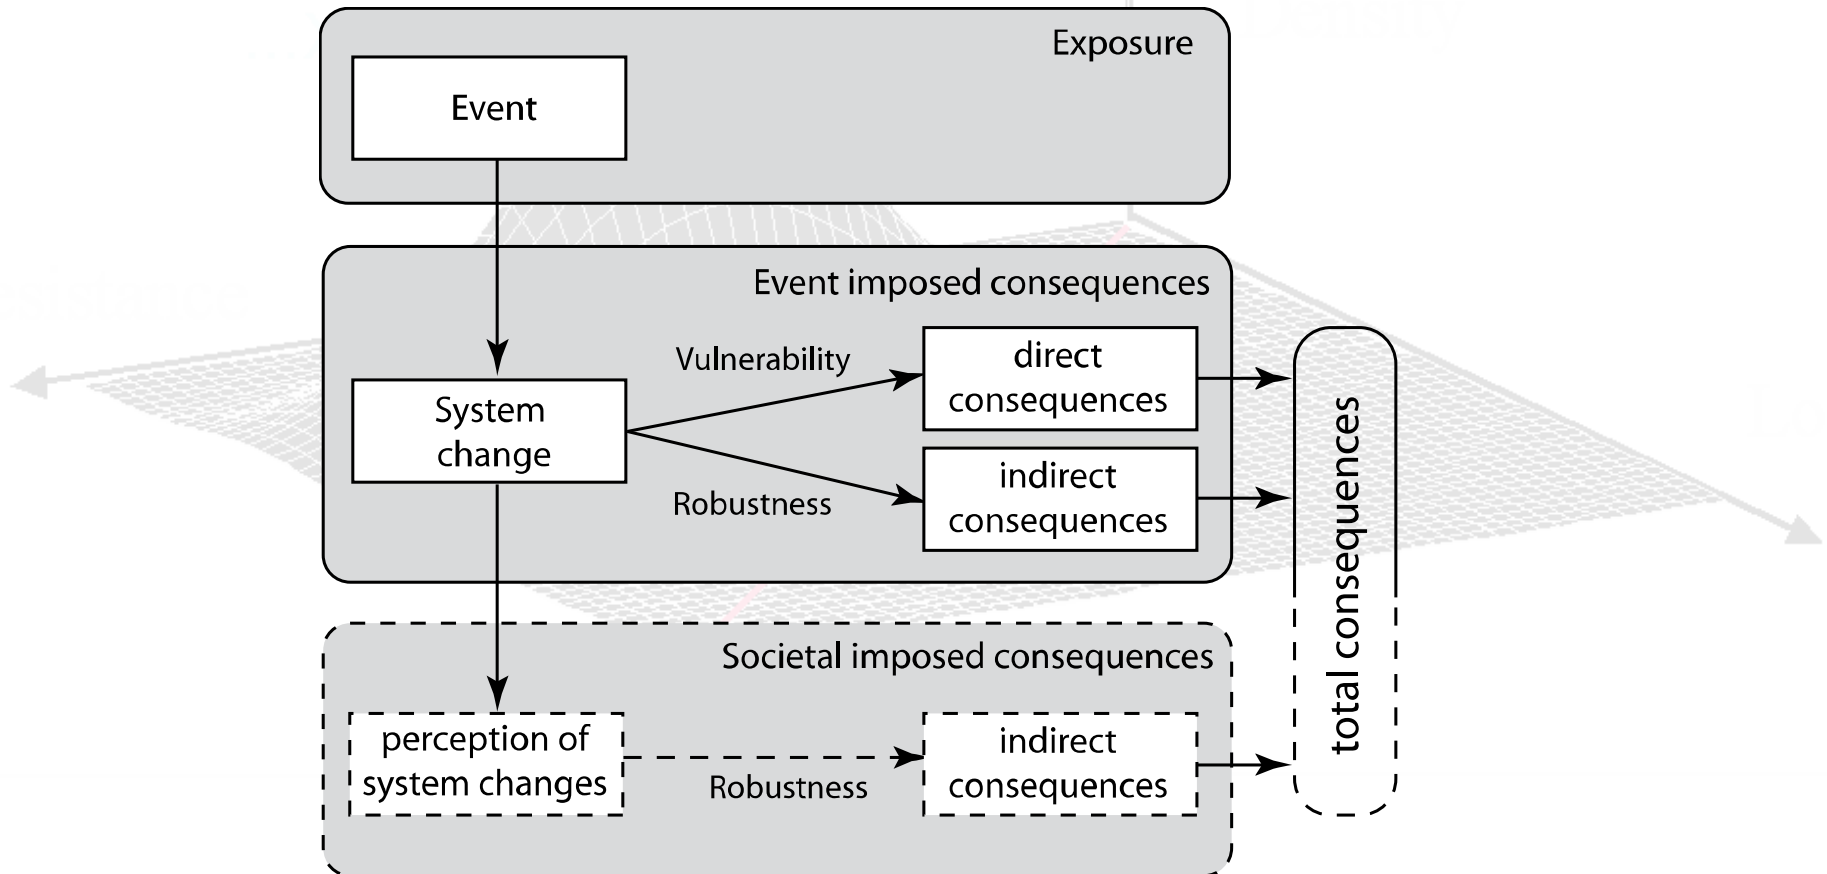 Exposure
Event
Event imposed consequences
Vulnerability
direct
consequences
System
change
Robustness
indirect
consequences
total consequences
Societal imposed consequences
perception of
system changes
Robustness
indirect
consequences